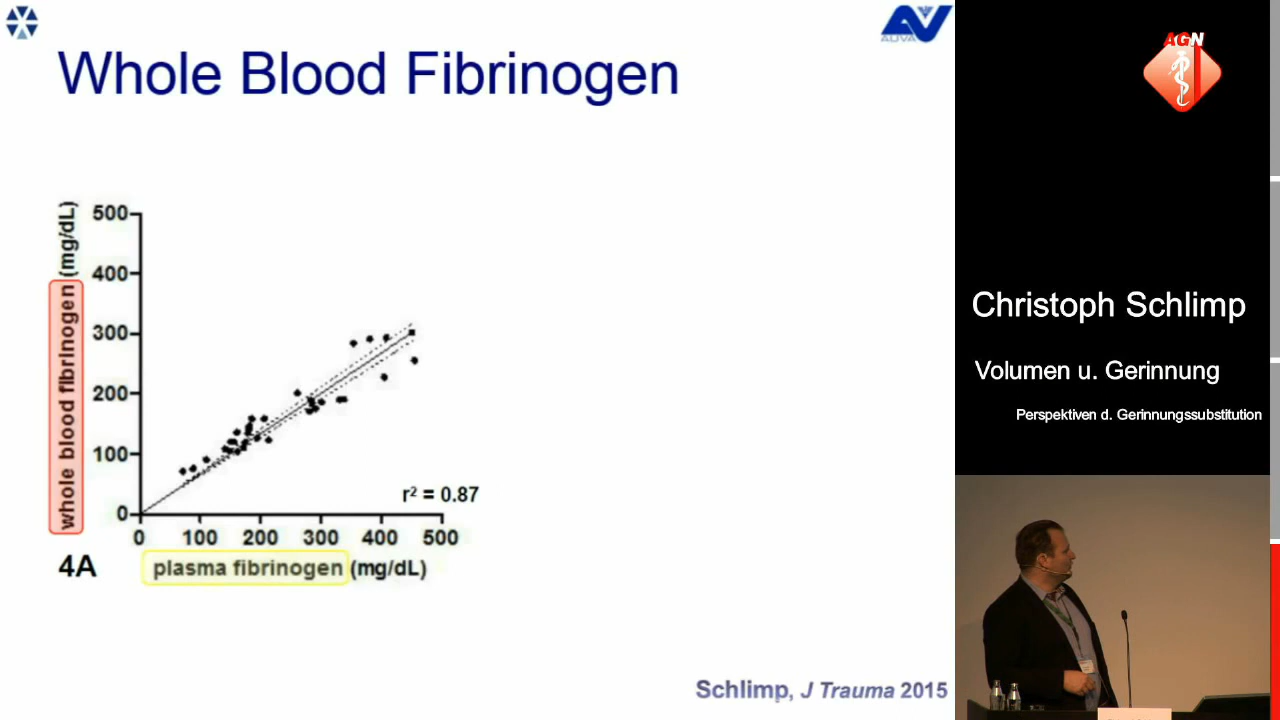 AUVA
Whole Blood Fibrinogen
whole blood fibrinogen (mg/dL)
500
400
300
200
100
0
r² = 0.87
0 100 200 300 400 500
4A
plasma fibrinogen (mg/dL)
Schlimp, J Trauma 2015
AGN
Christoph Schlimp
Volumen u. Gerinnung
Perspektiven d. Gerinnungssubstitution